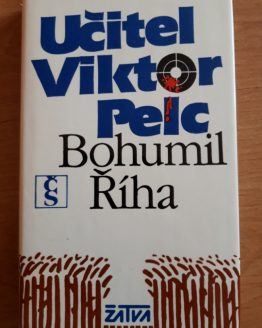 Učitel
Viktor
Pelc
Bohumil
Říha
čs
ŽATVA